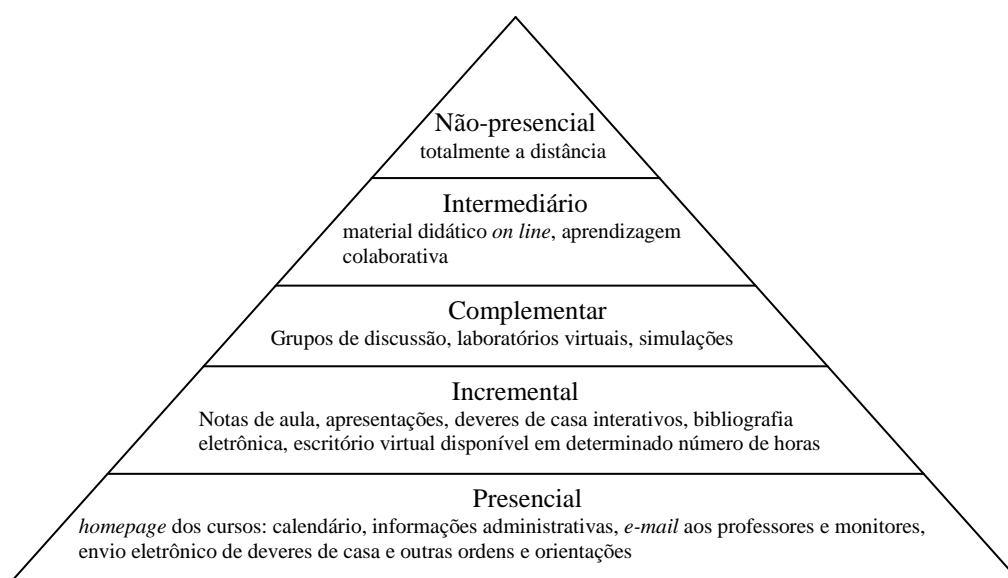 Não-presencial
totalmente a distância
Intermediário
material didático on line, aprendizagem
colaborativa
Complementar
Grupos de discussão, laboratórios virtuais, simulações
Incremental
Notas de aula, apresentações, deveres de casa interativos, bibliografia
eletrônica, escritório virtual disponível em determinado número de horas
Presencial
homepage dos cursos: calendário, informações administrativas, e-mail aos professores e monitores,
envio eletrônico de deveres de casa e outras ordens e orientações